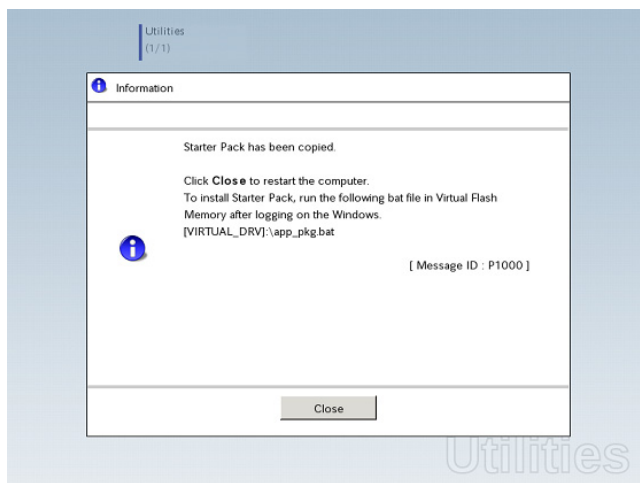 Utilities
(1/1)
Information
Starter Pack has been copied.
Click Close to restart the computer.
To install Starter Pack, run the following bat file in Virtual Flash
Memory after logging on the Windows.
[VIRTUAL_DRV]:\app_pkg.bat
[ Message ID : P1000 ]
Close
Utilities